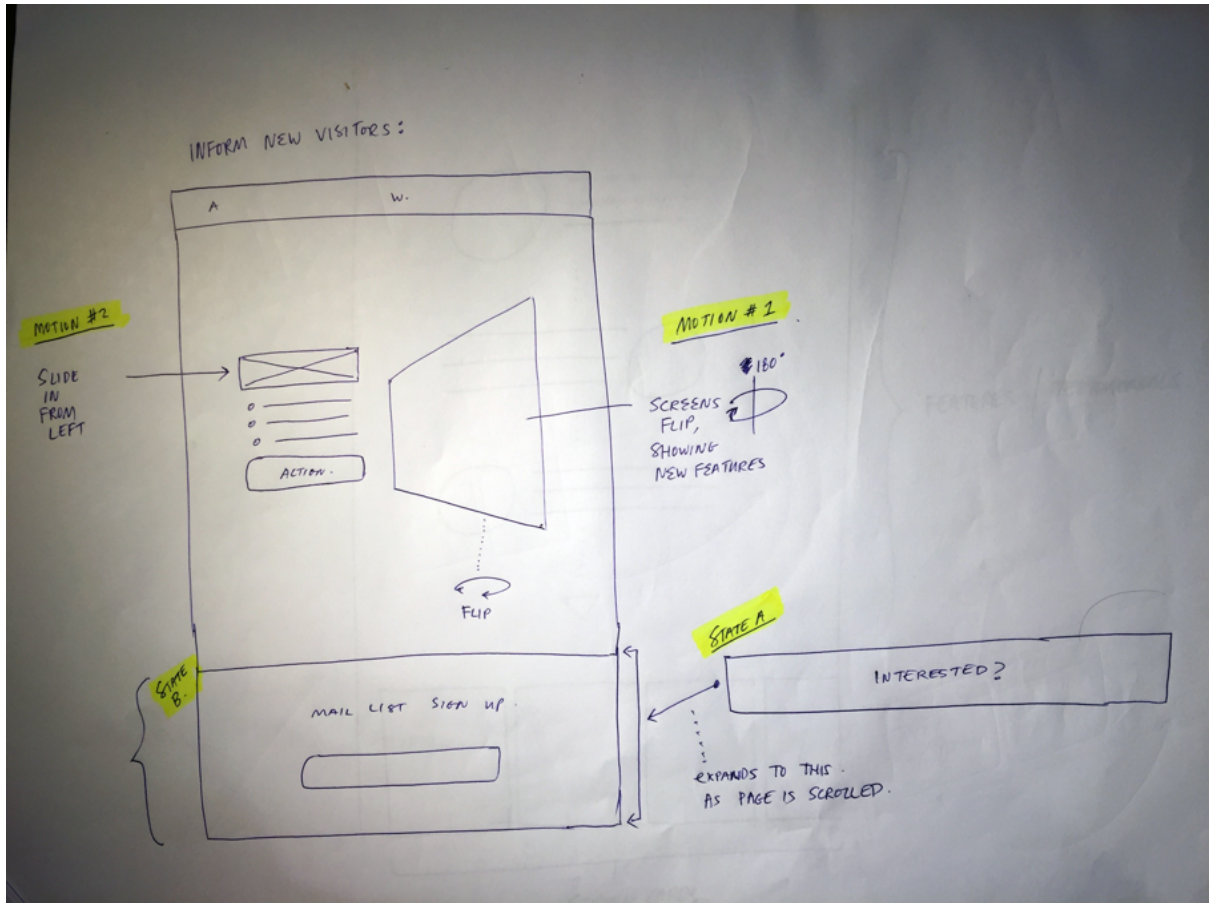 INFORM NEW VISITORS:
A
W.
MOTION #2
SLIDE
IN
FROM
LEFT
ACTION.
MOTION #1
180°
SCREENS
FLIP,
SHOWING
NEW FEATURES
FLIP
STATE A
INTERESTED?
EXPANDS TO THIS.
AS PAGE IS SCROLLED.
STATE
B.
MAIL LIST SIGN UP.